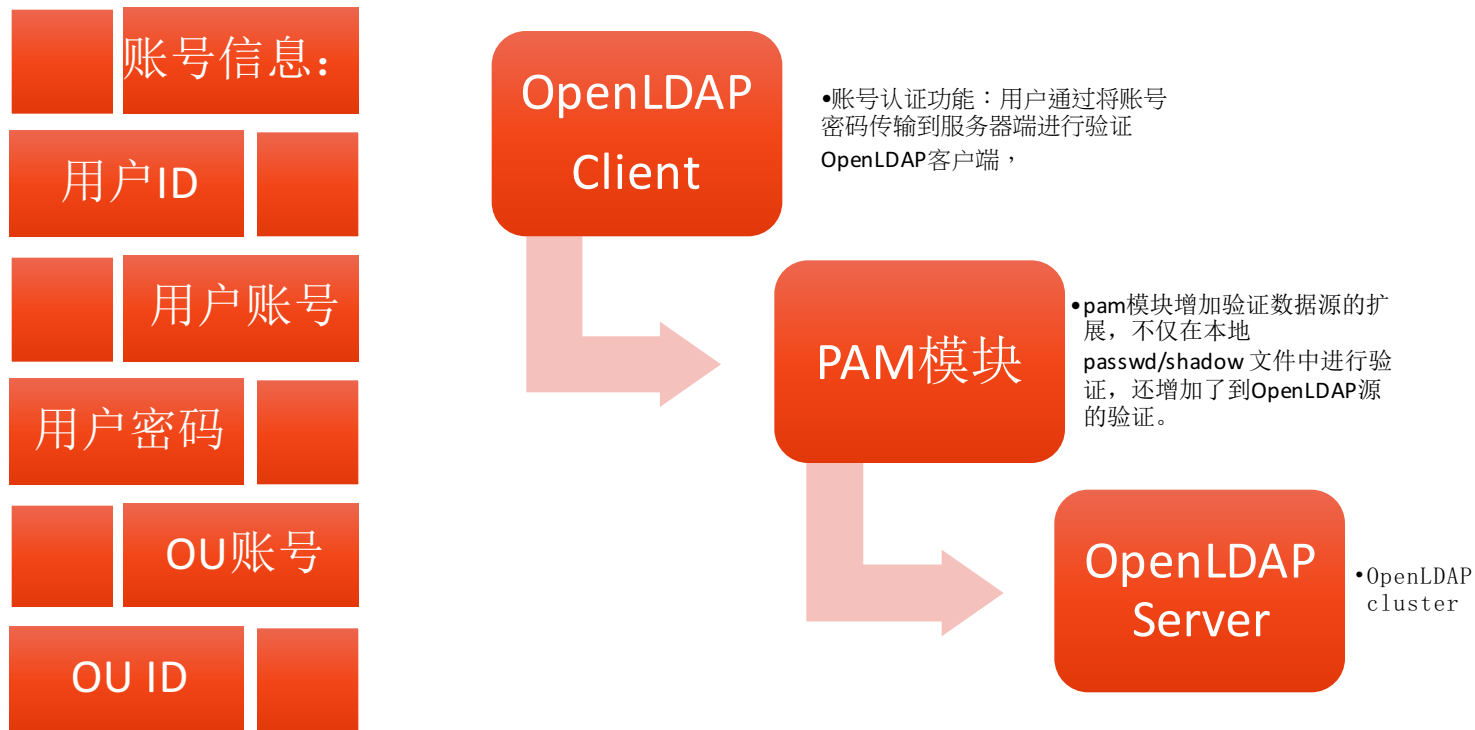 账号信息：
用户ID
用户账号
用户密码
OU账号
OU ID
OpenLDAP
Client
•账号认证功能：用户通过将账号
密码传输到服务器端进行验证
OpenLDAP客户端，
PAM模块
•pam模块增加验证数据源的扩
展，不仅在本地
passwd/shadow 文件中进行验
证，还增加了到OpenLDAP源
的验证。
OpenLDAP
Server
•OpenLDAP
cluster